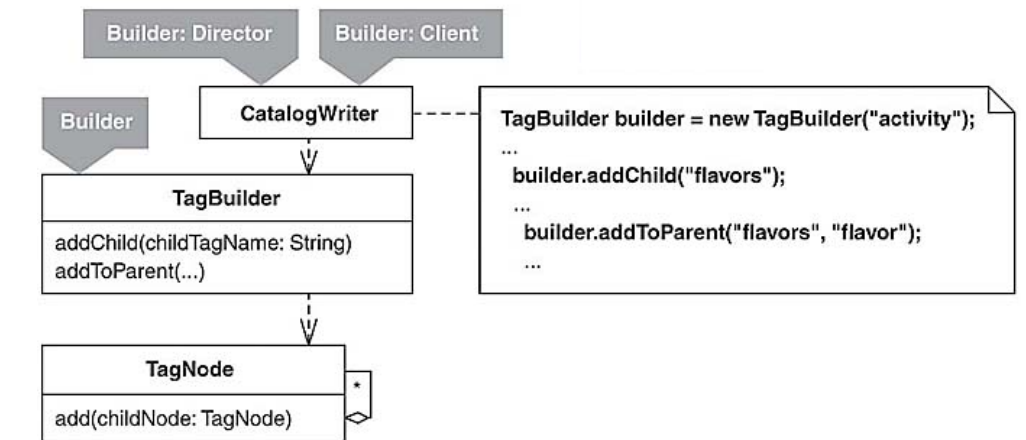 Builder: Director
Builder: Client
Builder
CatalogWriter
TagBuilder builder = new TagBuilder("activity");
...
builder.addChild("flavors");
...
builder.addToParent("flavors", "flavor");
...
TagBuilder
addChild(childTagName: String)
addToParent(...)
TagNode
*
add(childNode: TagNode)